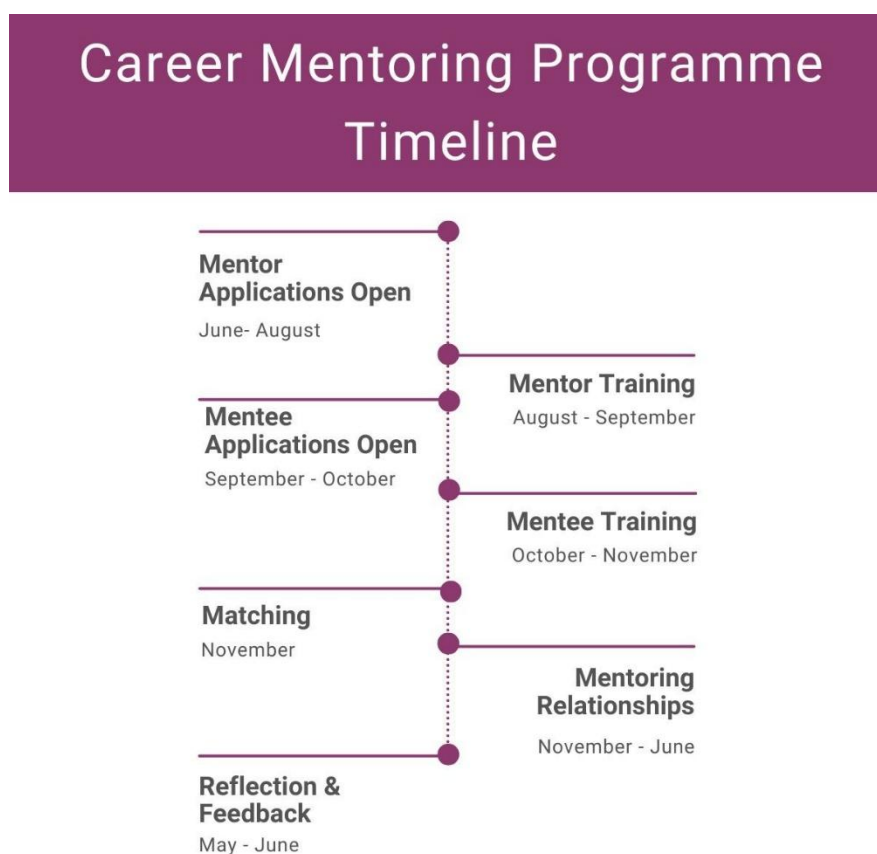 Career Mentoring Programme
Timeline
Mentor
Applications Open
June- August
Mentor Training
August - September
Mentee
Applications Open
September - October
Mentee Training
October - November
Matching
November
Mentoring
Relationships
November - June
Reflection &
Feedback
May - June